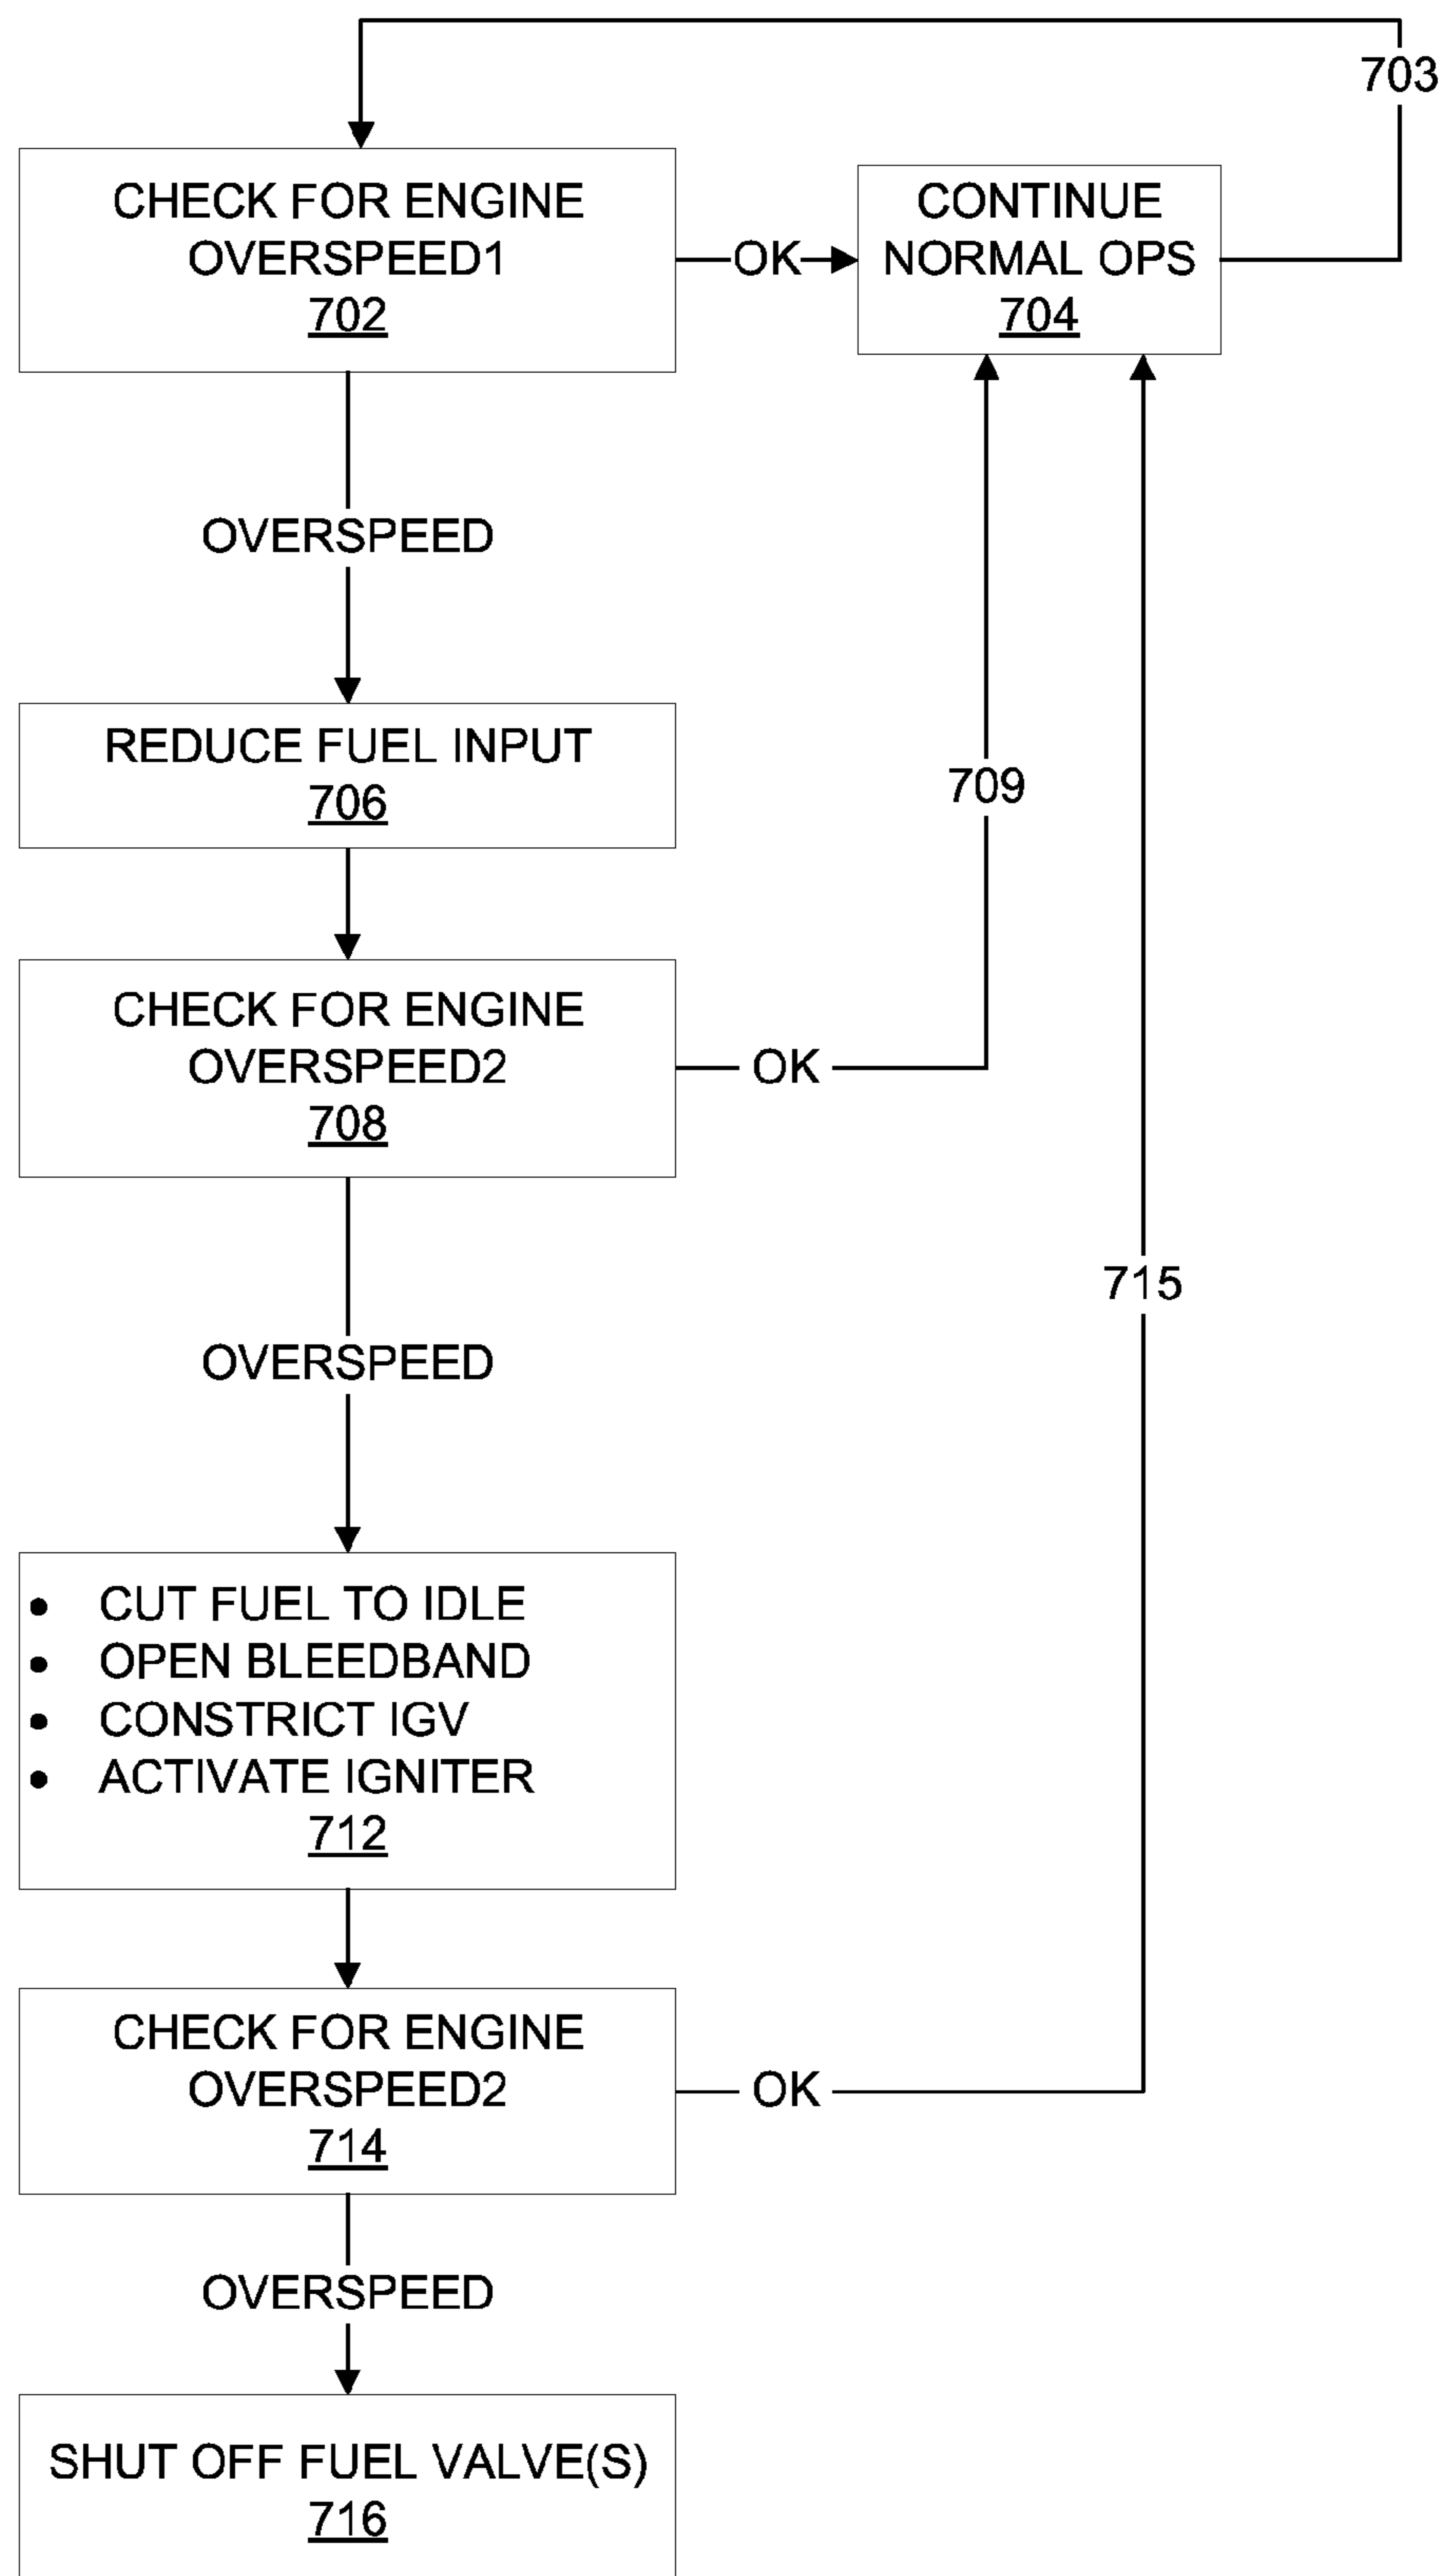 703
CHECK FOR ENGINE
OVERSPEED1
702
OK
CONTINUE
NORMAL OPS
704
OVERSPEED
REDUCE FUEL INPUT
706
709
CHECK FOR ENGINE
OVERSPEED2
708
OK
715
OVERSPEED
• CUT FUEL TO IDLE
• OPEN BLEEDBAND
• CONSTRICT IGV
• ACTIVATE IGNITER
712
CHECK FOR ENGINE
OVERSPEED2
714
OK
OVERSPEED
SHUT OFF FUEL VALVE(S)
716